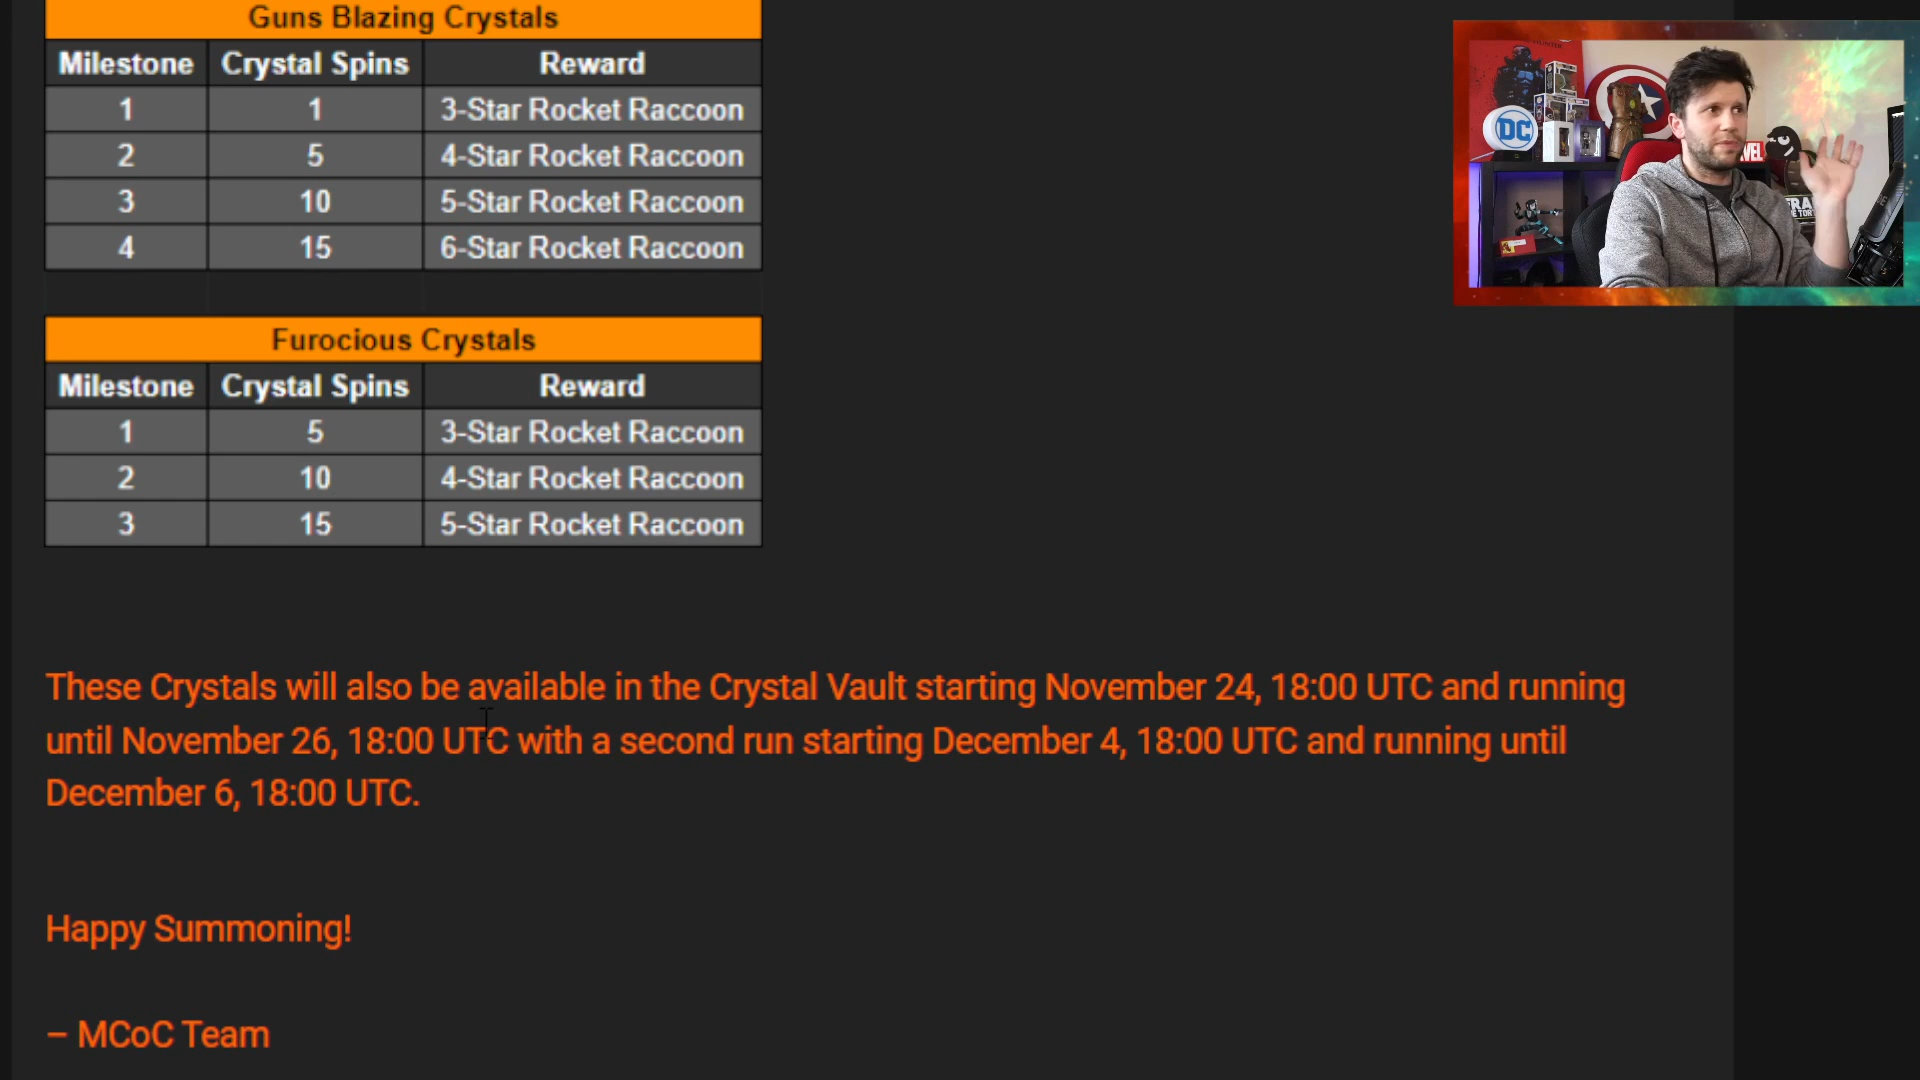 Guns Blazing Crystals
Milestone Crystal Spins Reward
1 1 3-Star Rocket Raccoon
2 5 4-Star Rocket Raccoon
3 10 5-Star Rocket Raccoon
4 15 6-Star Rocket Raccoon
Furocious Crystals
Milestone Crystal Spins Reward
1 5 3-Star Rocket Raccoon
2 10 4-Star Rocket Raccoon
3 15 5-Star Rocket Raccoon
These Crystals will also be available in the Crystal Vault starting November 24, 18:00 UTC and running
until November 26, 18:00 UTC with a second run starting December 4, 18:00 UTC and running until
December 6, 18:00 UTC.
Happy Summoning!
– MCoC Team
DC